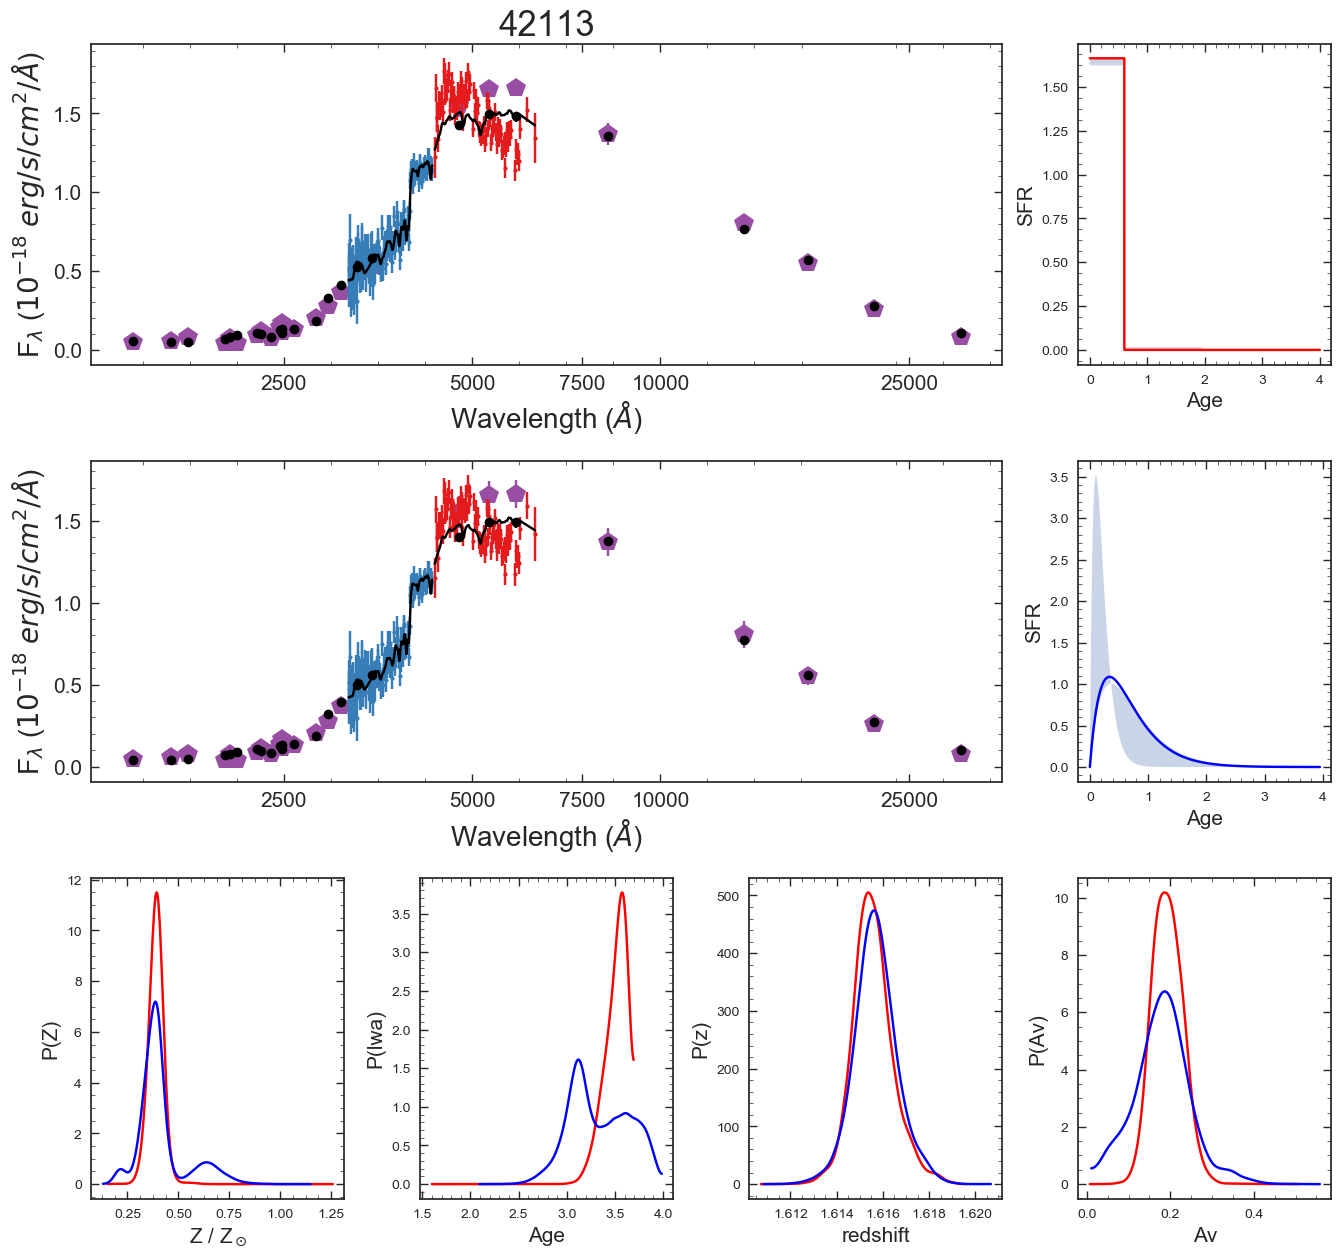 42113
F_λ (10^-18 erg/s/cm^2/Å)
1.5
1.0
0.5
0.0
2500 5000 7500 10000 25000
Wavelength (Å)
SFR
1.50
1.25
1.00
0.75
0.50
0.25
0.00
0 1 2 3 4
Age
F_λ (10^-18 erg/s/cm^2/Å)
1.5
1.0
0.5
0.0
2500 5000 7500 10000 25000
Wavelength (Å)
SFR
3.5
3.0
2.5
2.0
1.5
1.0
0.5
0.0
0 1 2 3 4
Age
P(Z)
12
10
8
6
4
2
0
0.25 0.50 0.75 1.00 1.25
Z / Z_⊙
P(lwa)
3.5
3.0
2.5
2.0
1.5
1.0
0.5
0.0
1.5 2.0 2.5 3.0 3.5 4.0
Age
P(z)
500
400
300
200
100
0
1.612 1.614 1.616 1.618 1.620
redshift
P(Av)
10
8
6
4
2
0
0.0 0.2 0.4
Av